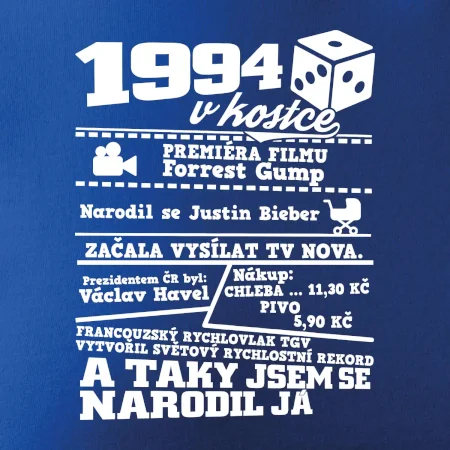 1994
v kostce
PREMIÉRA FILMU
Forrest Gump
Narodil se Justin Bieber
ZAČALA VYSÍLAT TV NOVA.
Prezidentem ČR byl:
Václav Havel
Nákup:
CHLEBA ... 11,30 KČ
PIVO
5,90 KČ
FRANCOUZSKÝ RYCHLOVLAK TGV
VYTVOŘIL SVĚTOVÝ RYCHLOSTNÍ REKORD
A TAKY JSEM SE
NARODIL JÁ